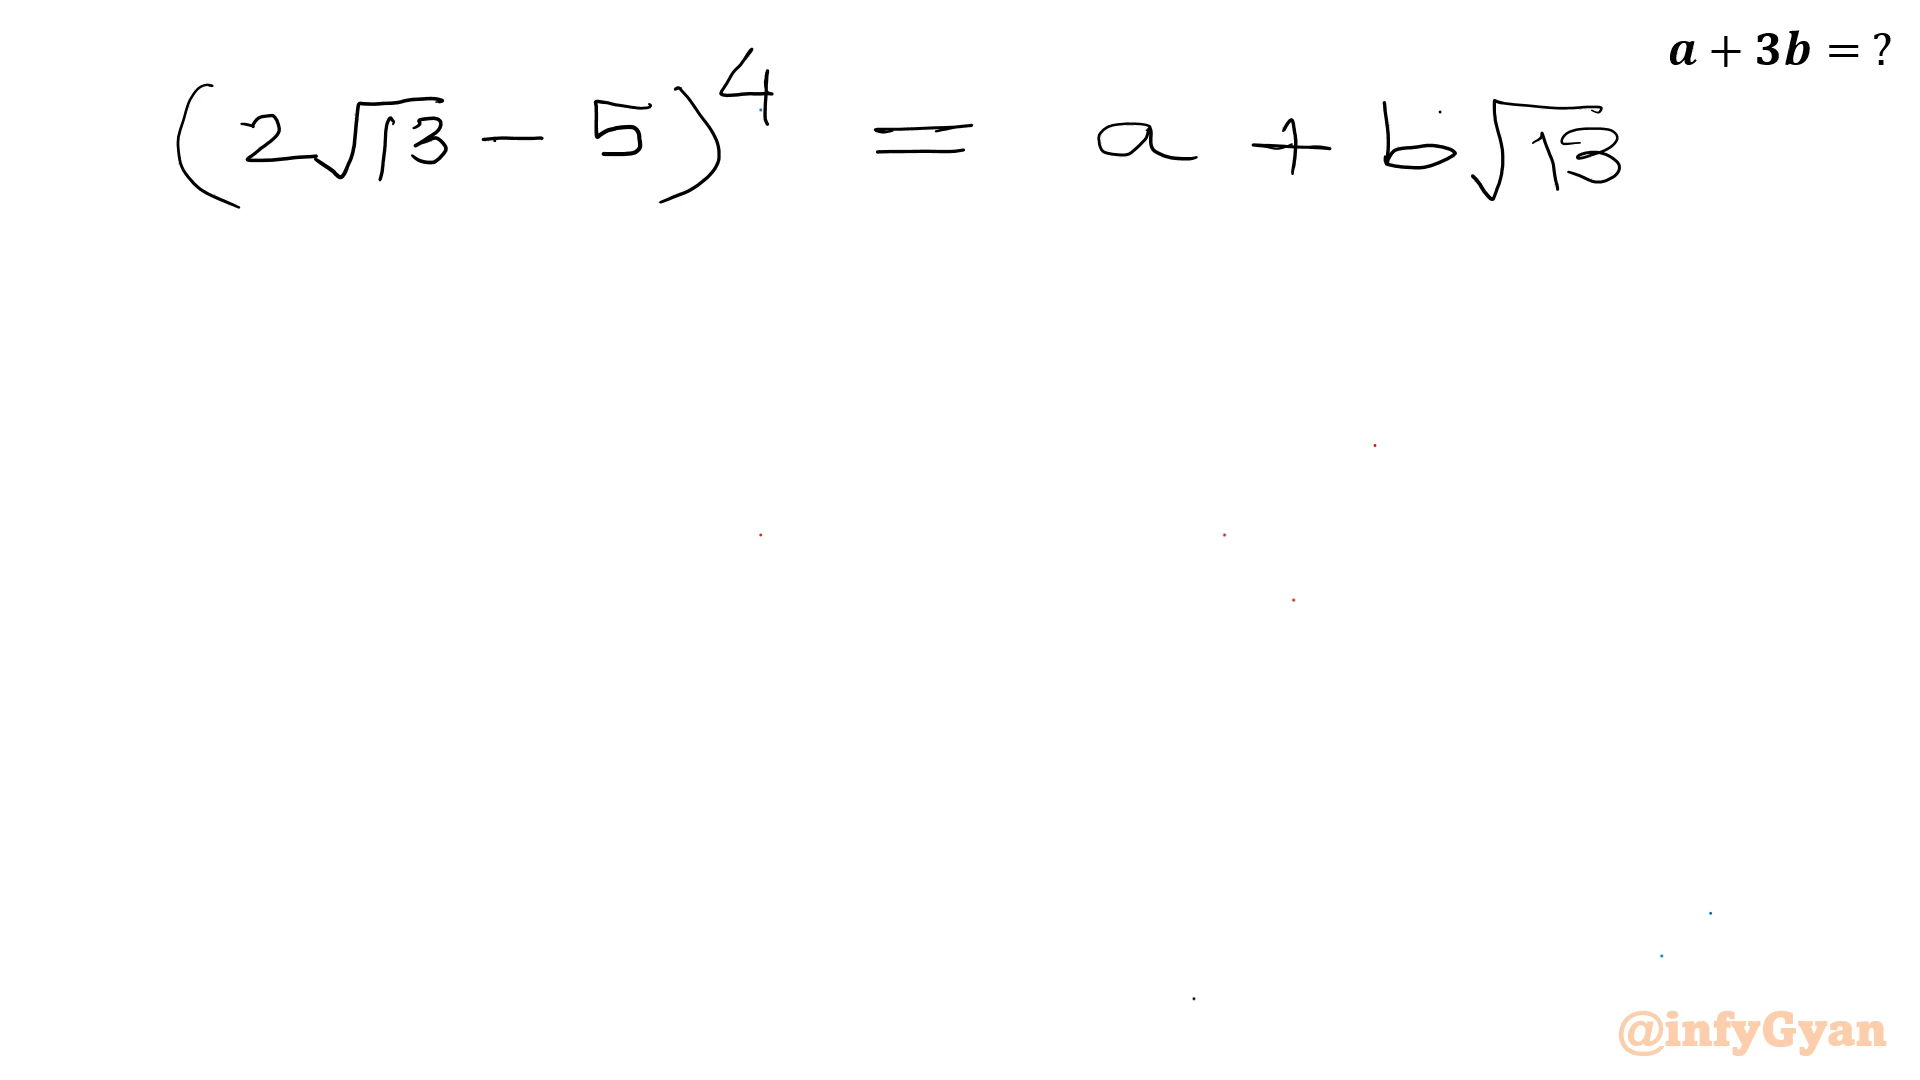 a + 3b = ?
(2√13 − 5)⁴ = a + b√13
@infyGyan